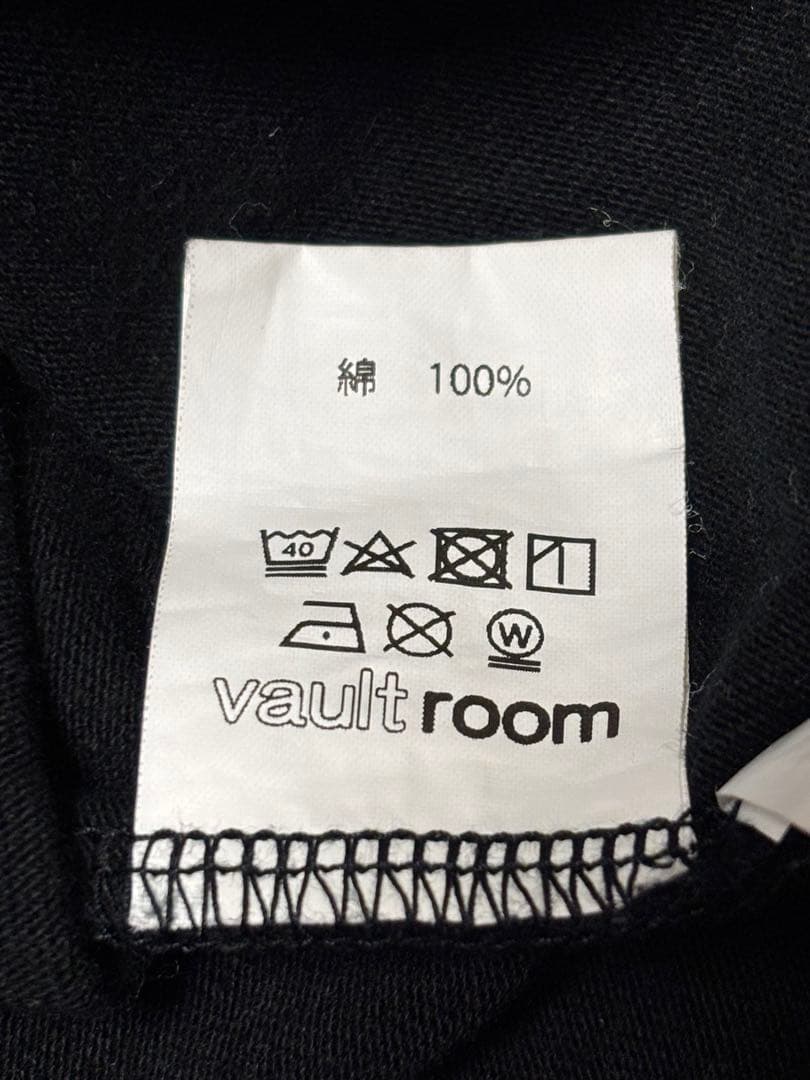 綿 100%
40
W
vault room